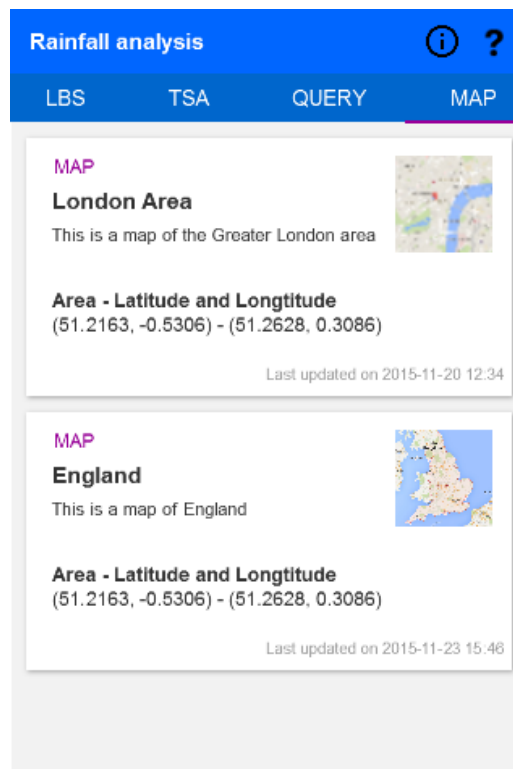 Rainfall analysis
LBS TSA QUERY MAP
MAP
London Area
This is a map of the Greater London area
Area - Latitude and Longtitude
(51.2163, -0.5306) - (51.2628, 0.3086)
Last updated on 2015-11-20 12:34
MAP
England
This is a map of England
Area - Latitude and Longtitude
(51.2163, -0.5306) - (51.2628, 0.3086)
Last updated on 2015-11-23 15:46